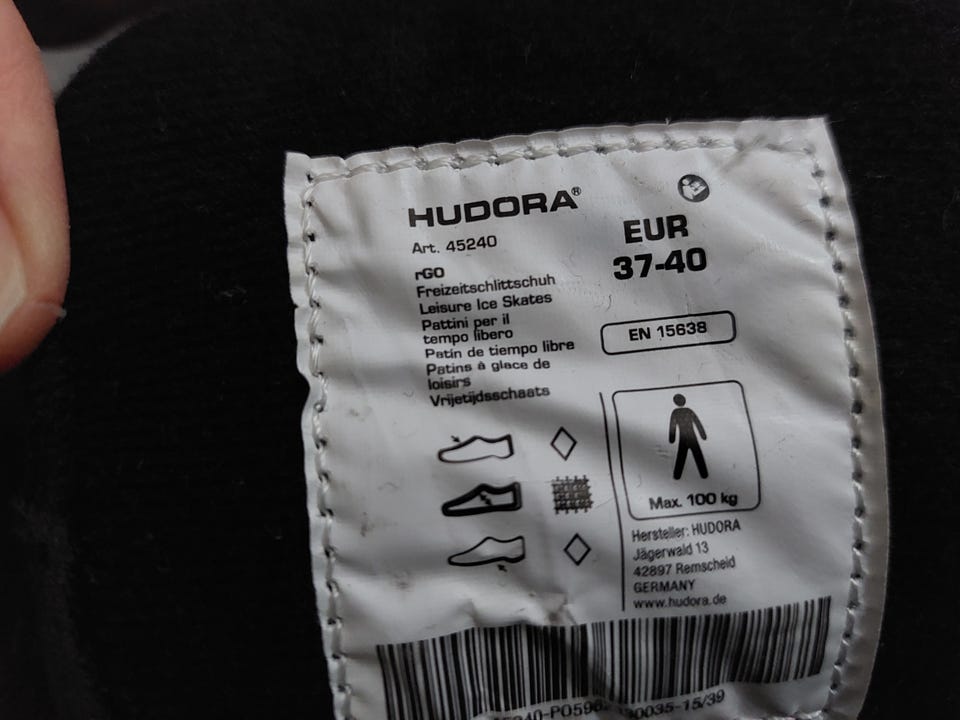 HUDORA®
Art. 45240
rGO
Freizeitschlittschuh
Leisure Ice Skates
Pattini per il
tempo libero
Patín de tiempo libre
Patins à glace de
loisirs
Vrijetijdsschaats
EUR
37-40
EN 15638
Max. 100 kg
Hersteller: HUDORA
Jägerwald 13
42897 Remscheid
GERMANY
www.hudora.de